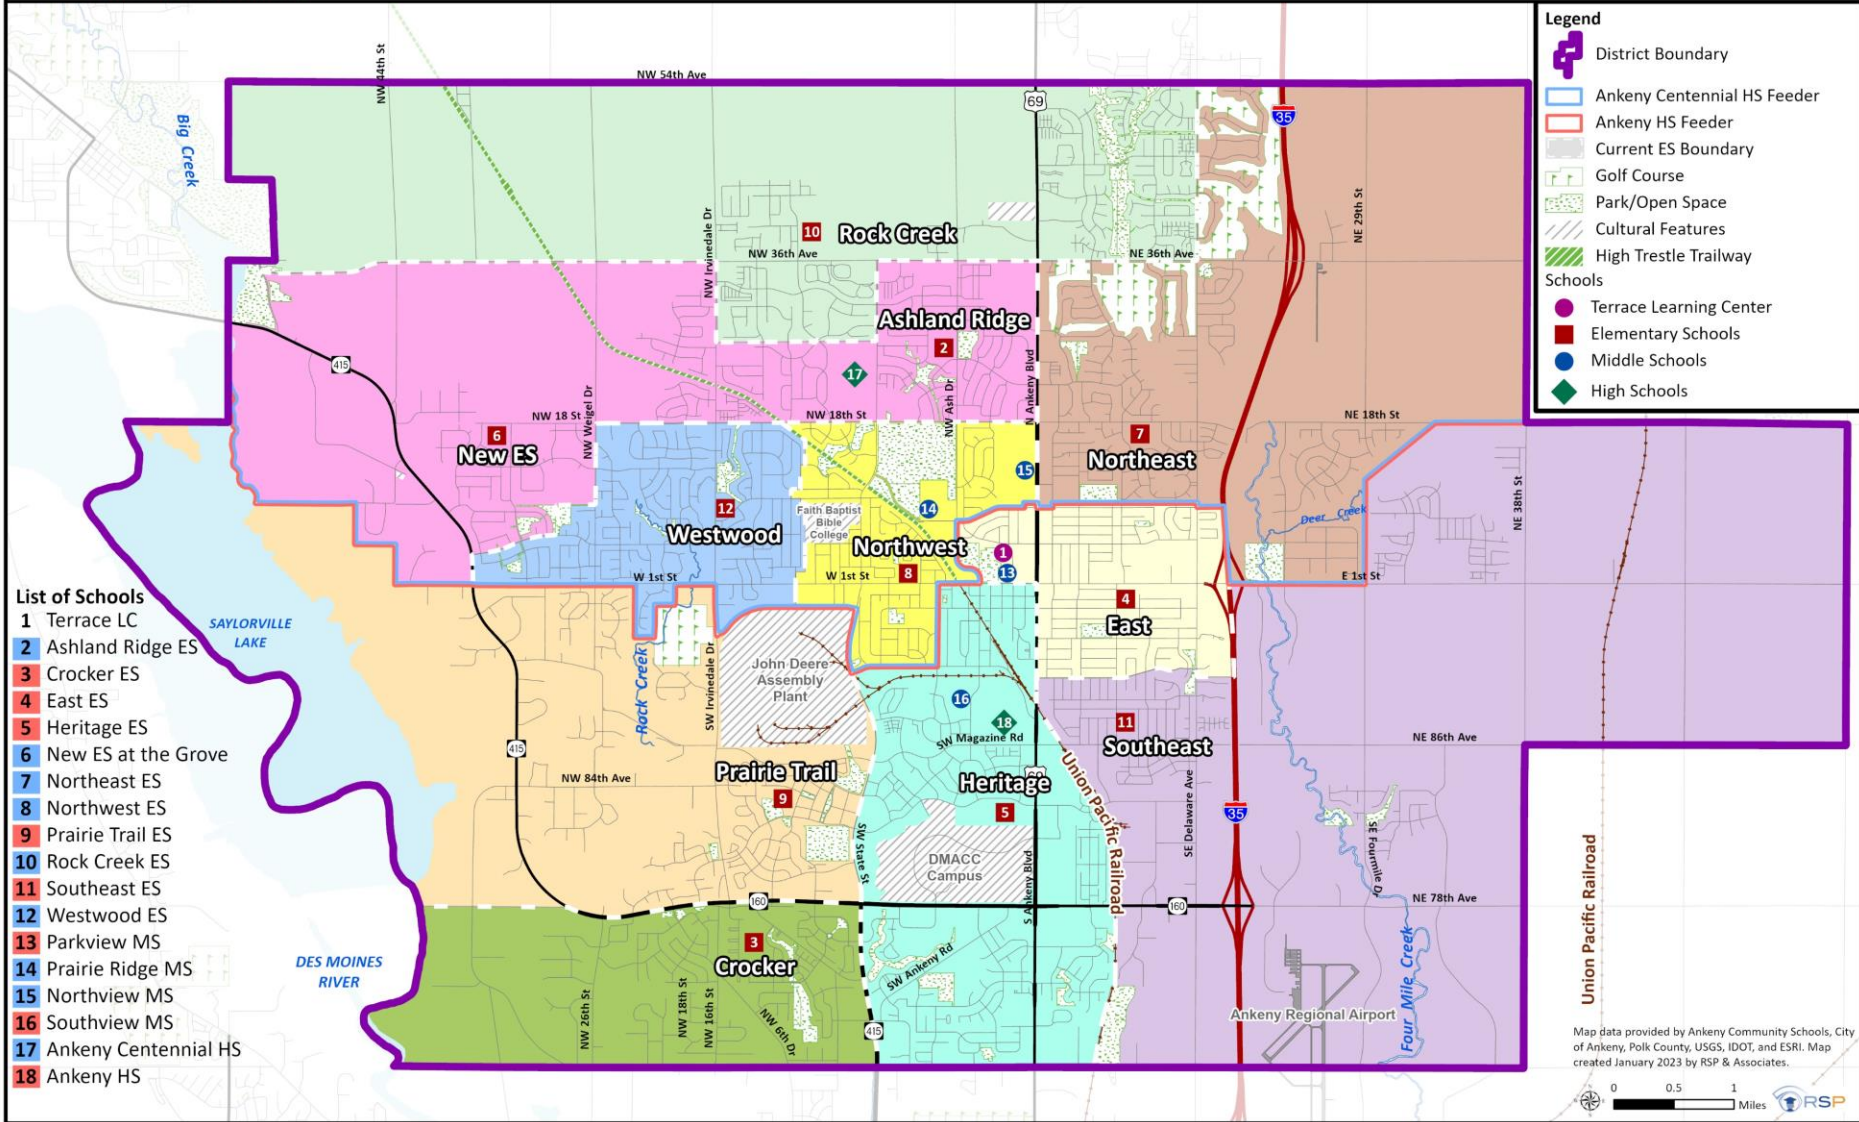 NW 54th Ave
NW 44th St
69
35
Big Creek
NE 29th St
NW Irvinedale Dr
10
Rock Creek
NW 36th Ave
NE 36th Ave
Ashland Ridge
2
17
415
N Ankeny Blvd
NW Ash Dr
NW Weigel Dr
NW 18 St
NW 18th St
NE 18th St
6
New ES
7
Northeast
15
12
Westwood
14
Faith Baptist
Bible
College
Northwest
NE 38th St
Deer Creek
1
8
13
W 1st St
W 1st St
E 1st St
4
East
SAYLORVILLE
LAKE
Rock Creek
SW Irvinedale Dr
John Deere
Assembly
Plant
16
18
SW Magazine Rd
11
Southeast
NE 86th Ave
415
NW 84th Ave
Prairie Trail
9
Heritage
69
5
Union Pacific Railroad
SE Delaware Ave
35
SW State St
DMACC
Campus
S Ankeny Blvd
SE Fourmile Dr
160
160
NE 78th Ave
3
Crocker
SW Ankeny Rd
DES MOINES
RIVER
NW 26th St
NW 18th St
NW 16th St
NW 6th Dr
415
Ankeny Regional Airport
Four Mile Creek
Union Pacific Railroad
Legend
District Boundary
Ankeny Centennial HS Feeder
Ankeny HS Feeder
Current ES Boundary
Golf Course
Park/Open Space
Cultural Features
High Trestle Trailway
Schools
Terrace Learning Center
Elementary Schools
Middle Schools
High Schools
List of Schools
1 Terrace LC
2 Ashland Ridge ES
3 Crocker ES
4 East ES
5 Heritage ES
6 New ES at the Grove
7 Northeast ES
8 Northwest ES
9 Prairie Trail ES
10 Rock Creek ES
11 Southeast ES
12 Westwood ES
13 Parkview MS
14 Prairie Ridge MS
15 Northview MS
16 Southview MS
17 Ankeny Centennial HS
18 Ankeny HS
Map data provided by Ankeny Community Schools, City
of Ankeny, Polk County, USGS, IDOT, and ESRI. Map
created January 2023 by RSP & Associates.
0 0.5 1
Miles
RSP